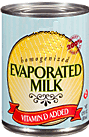 homogenized
EVAPORATED
MILK
VITAMIN D ADDED